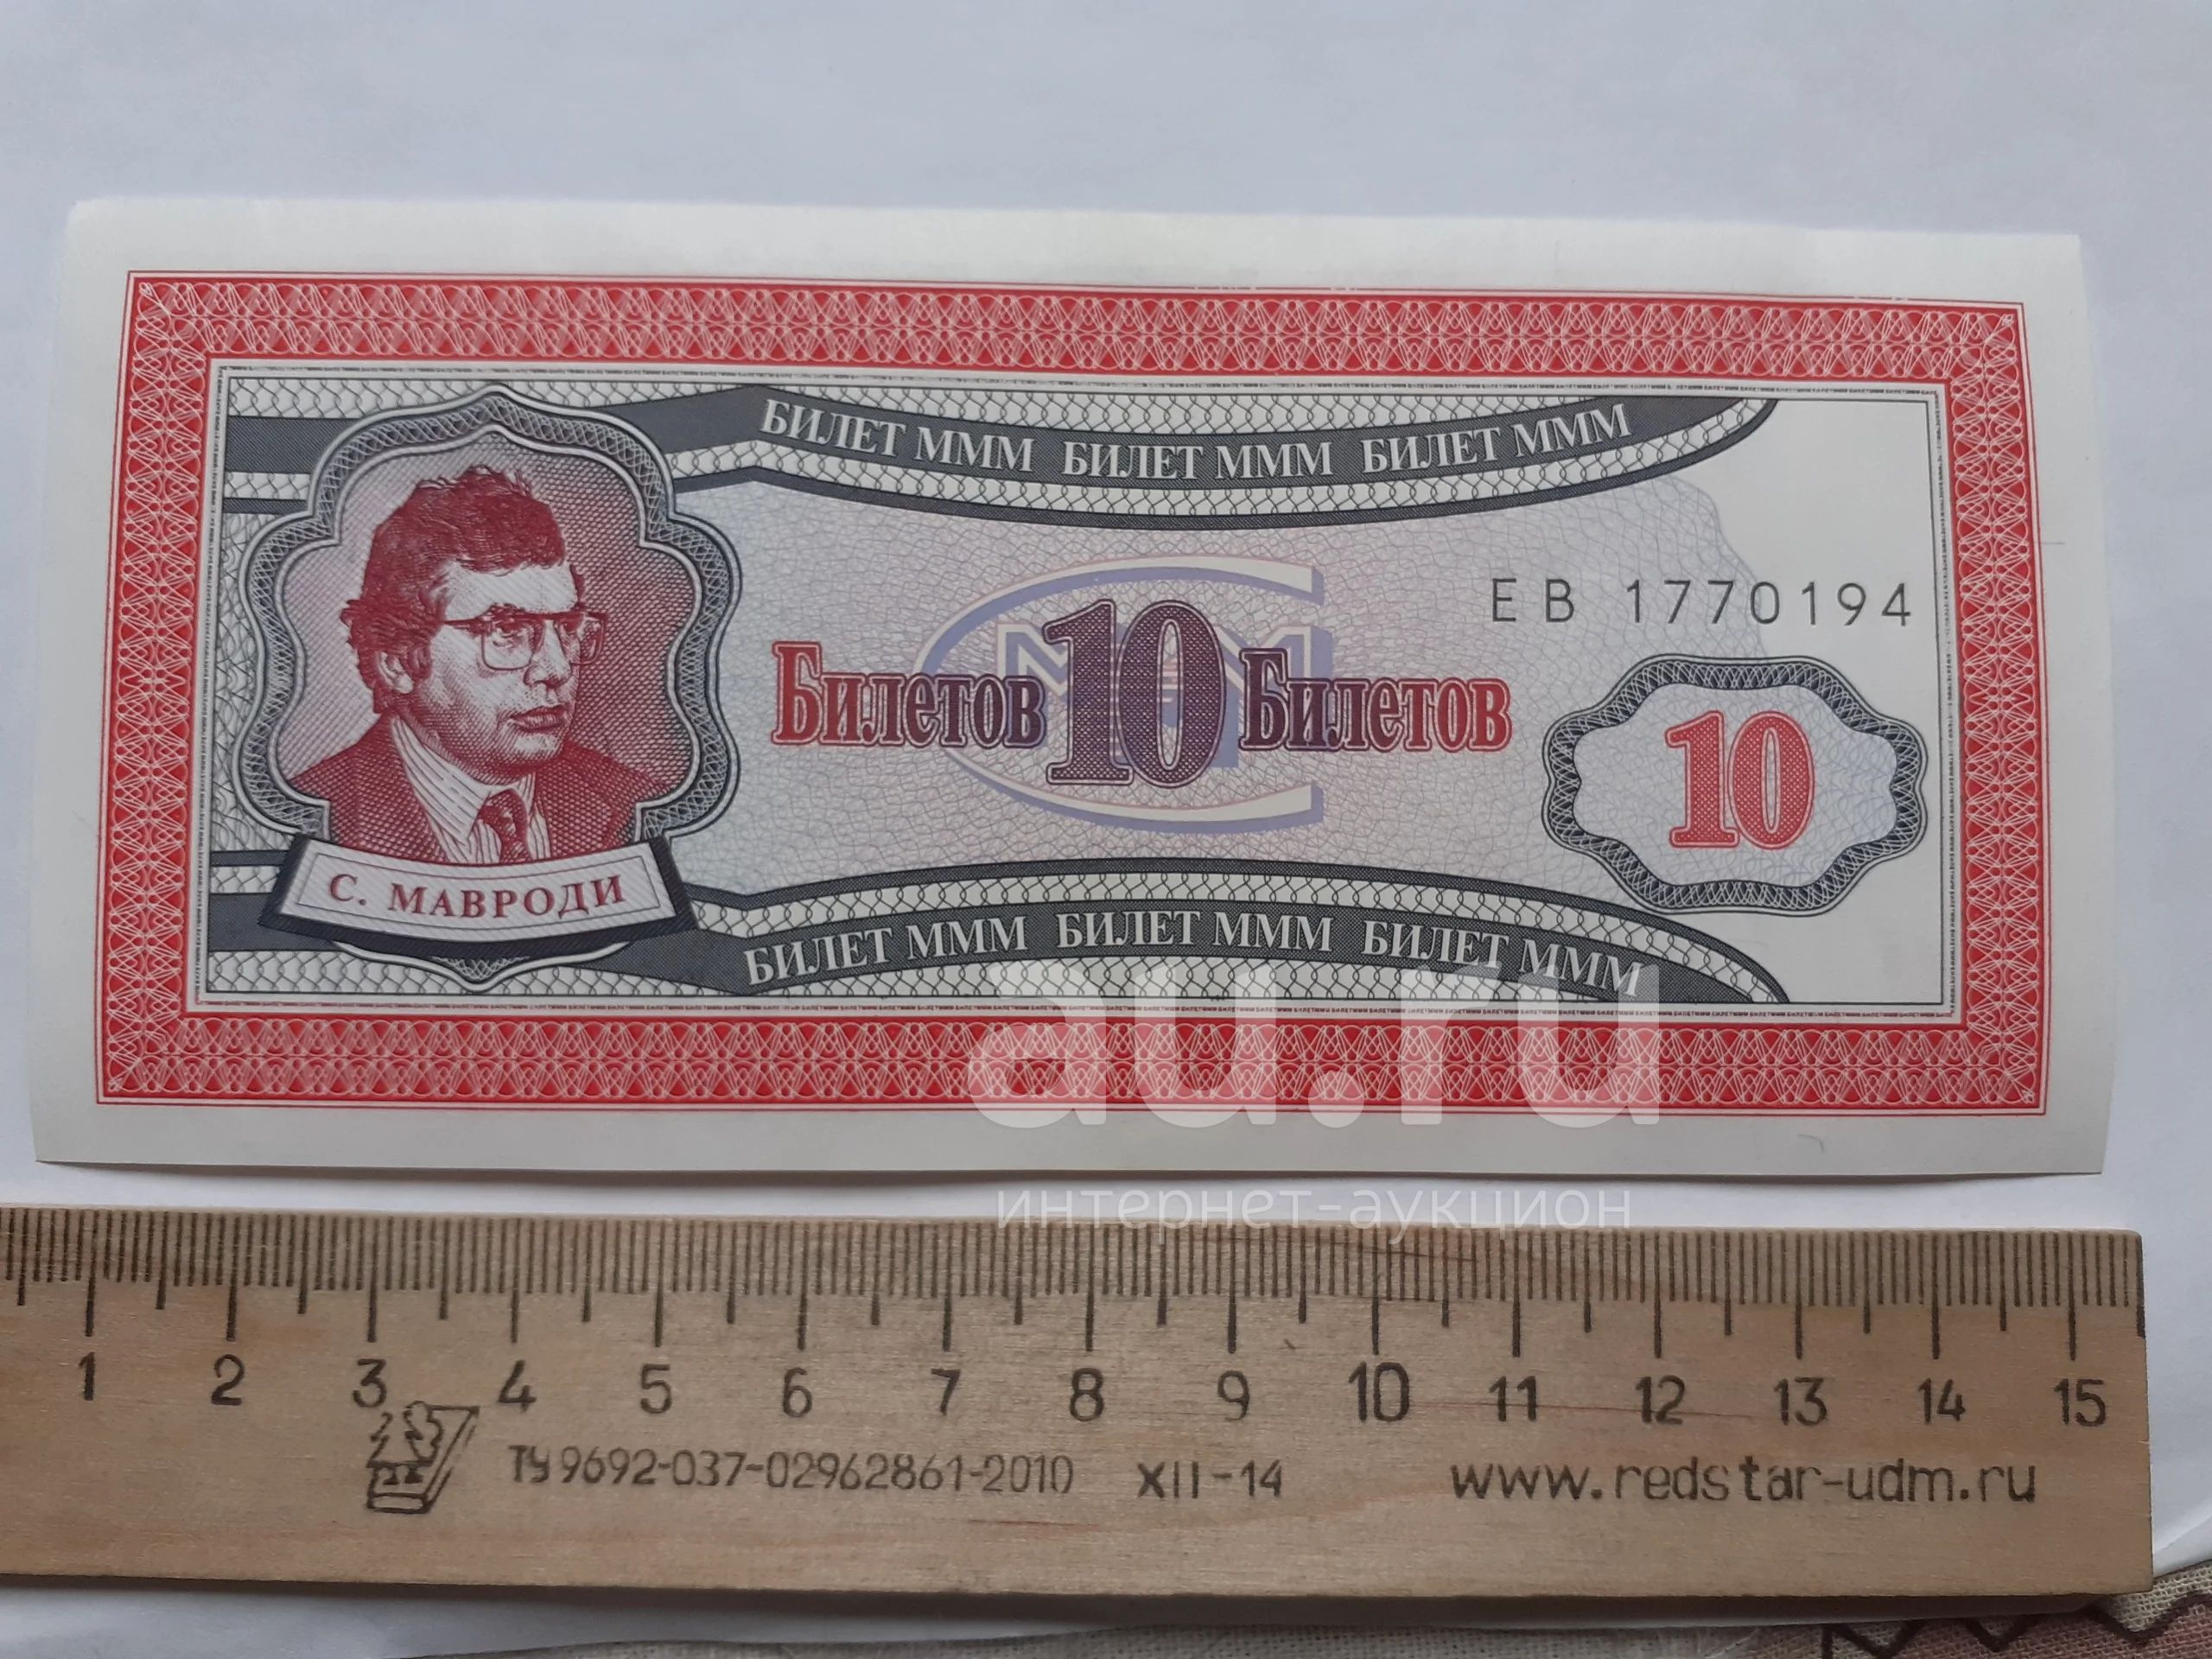 БИЛЕТ МММ БИЛЕТ МММ БИЛЕТ МММ
ЕВ 1770194
Билетов 10 Билетов
10
С. МАВРОДИ
БИЛЕТ МММ БИЛЕТ МММ БИЛЕТ МММ
au.ru
интернет-аукцион
1 2 3 4 5 6 7 8 9 10 11 12 13 14 15
ТУ 9692-037-02962861-2010 XII-14 www.redstar-udm.ru